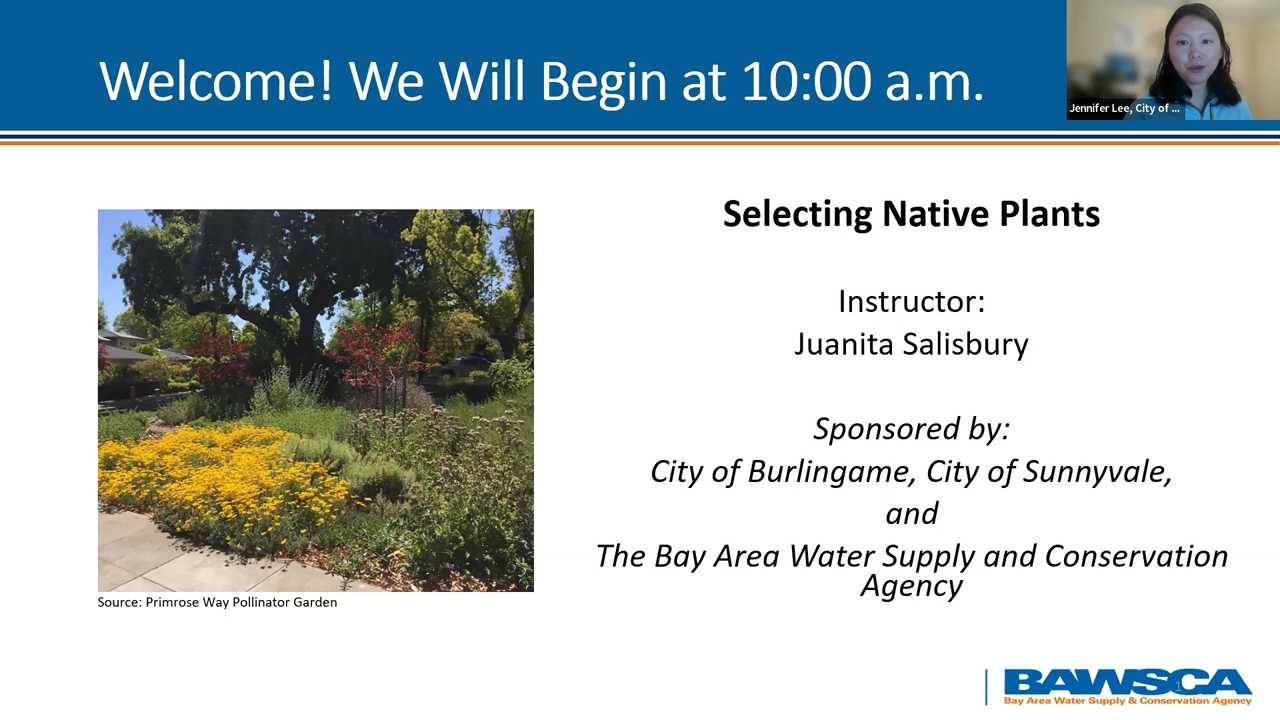 Welcome! We Will Begin at 10:00 a.m.
Jennifer Lee, City of ...
Selecting Native Plants
Instructor:
Juanita Salisbury
Sponsored by:
City of Burlingame, City of Sunnyvale,
and
The Bay Area Water Supply and Conservation
Agency
Source: Primrose Way Pollinator Garden
BAWSCA
1
Bay Area Water Supply & Conservation Agency